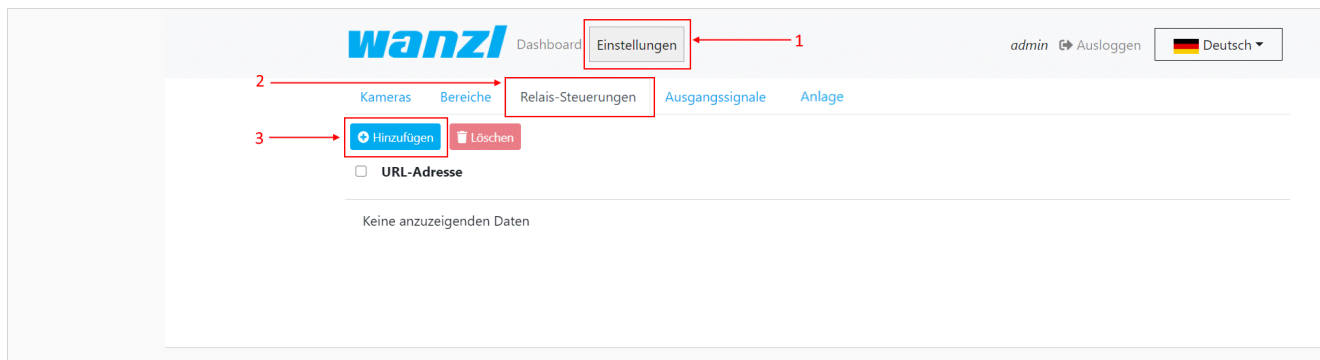 wanzl Dashboard Einstellungen 1 admin Ausloggen Deutsch
2
Kameras Bereiche Relais-Steuerungen Ausgangssignale Anlage
3 Hinzufügen Löschen
URL-Adresse
Keine anzuzeigenden Daten